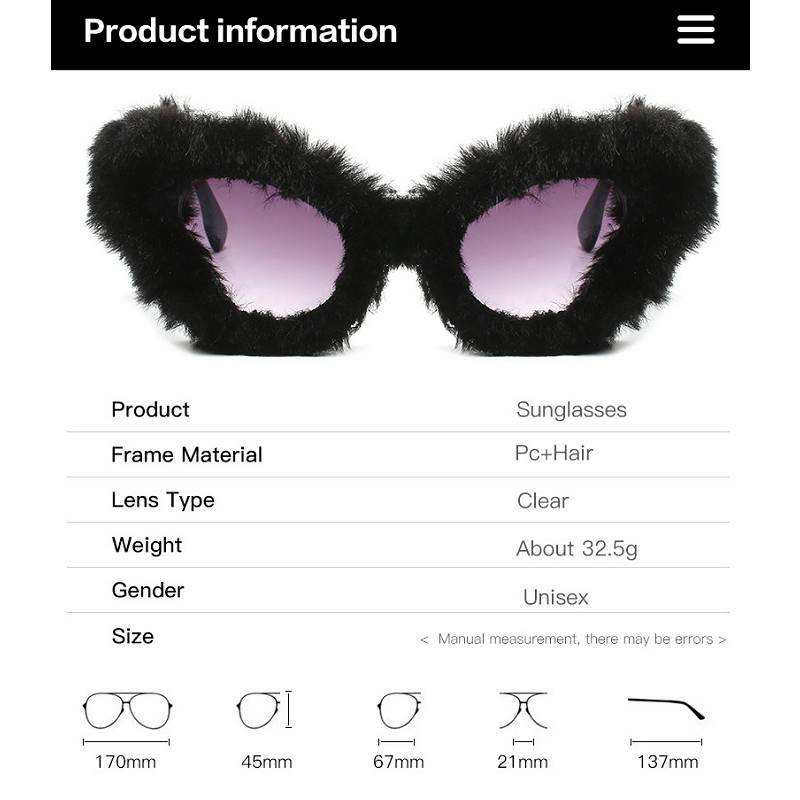 Product information
Product Sunglasses
Frame Material Pc+Hair
Lens Type Clear
Weight About 32.5g
Gender Unisex
Size < Manual measurement, there may be errors >
170mm 45mm 67mm 21mm 137mm